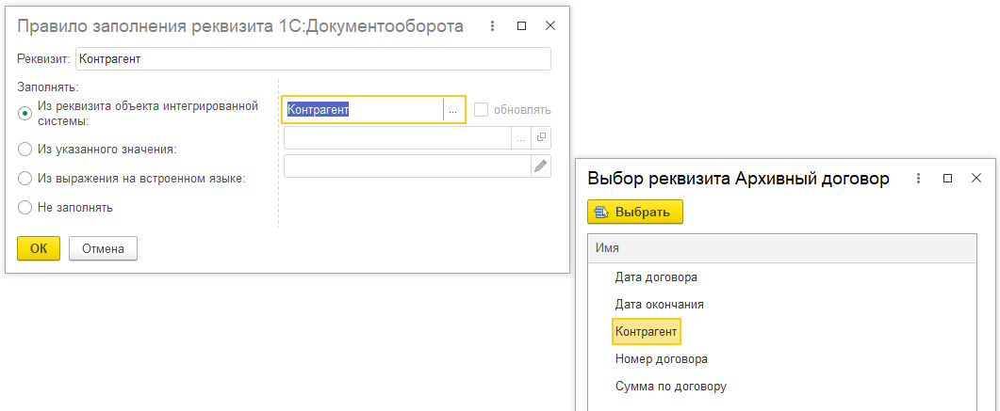 Правило заполнения реквизита 1С:Документооборота
Реквизит: Контрагент
Заполнять:
Из реквизита объекта интегрированной
системы:
Контрагент ...
обновлять
Из указанного значения:
...
Из выражения на встроенном языке:
Не заполнять
ОК Отмена
Выбор реквизита Архивный договор
Выбрать
Имя
Дата договора
Дата окончания
Контрагент
Номер договора
Сумма по договору